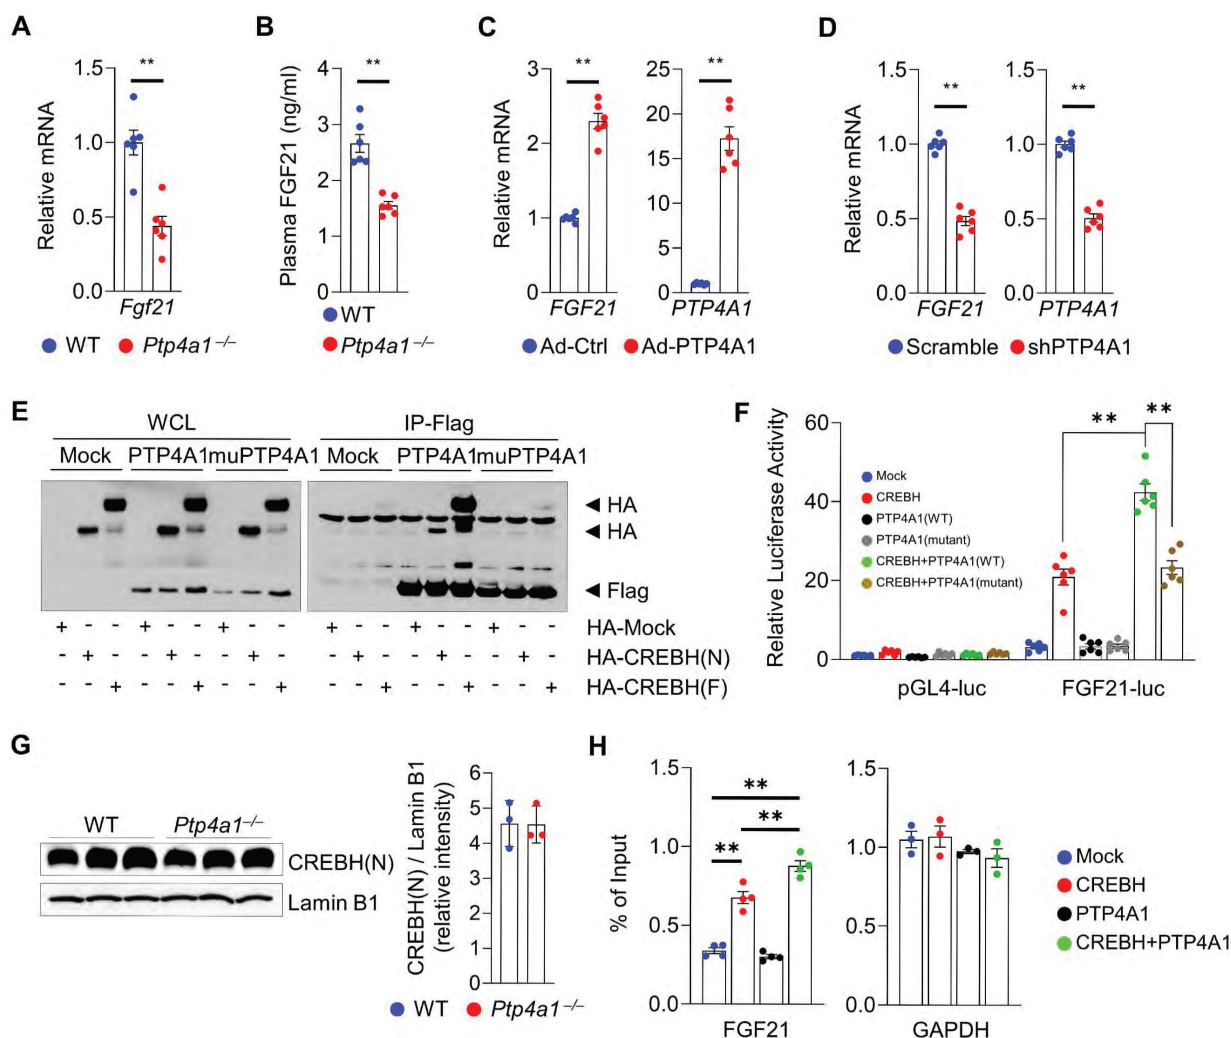 A
**
Relative mRNA
1.5
1.0
0.5
0.0
Fgf21
WT Ptp4a1–/–
B
**
Plasma FGF21 (ng/ml)
4
3
2
1
0
WT
Ptp4a1–/–
C
**
Relative mRNA
3
2
1
0
FGF21
**
25
20
15
10
5
0
PTP4A1
Ad-Ctrl Ad-PTP4A1
D
**
Relative mRNA
1.5
1.0
0.5
0.0
FGF21
**
1.5
1.0
0.5
0.0
PTP4A1
Scramble shPTP4A1
E
WCL IP-Flag
Mock PTP4A1 muPTP4A1 Mock PTP4A1 muPTP4A1
◄ HA
◄ HA
◄ Flag
+ - - + - - + - - + - - + - - + - - HA-Mock
- + - - + - - + - - + - - + - - + - HA-CREBH(N)
- - + - - + - - + - - + - - + - - + HA-CREBH(F)
F
Relative Luciferase Activity
60
40
20
0
** **
Mock
CREBH
PTP4A1(WT)
PTP4A1(mutant)
CREBH+PTP4A1(WT)
CREBH+PTP4A1(mutant)
pGL4-luc FGF21-luc
G
WT Ptp4a1–/–
CREBH(N)
Lamin B1
CREBH(N) / Lamin B1
(relative intensity)
6
5
4
3
2
1
0
WT Ptp4a1–/–
H
% of Input
1.5
1.0
0.5
0.0
**
**
**
FGF21
1.5
1.0
0.5
0.0
GAPDH
Mock
CREBH
PTP4A1
CREBH+PTP4A1